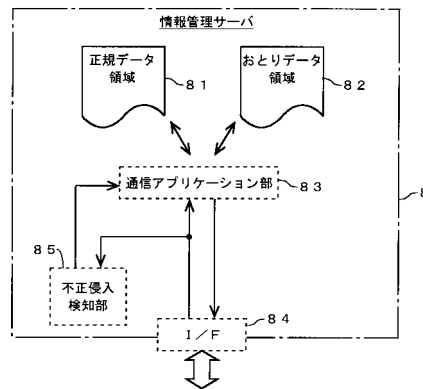 情報管理サーバ
正規データ
領域
81
おとりデータ
領域
82
通信アプリケーション部
83
8
85
不正侵入
検知部
84
I/F